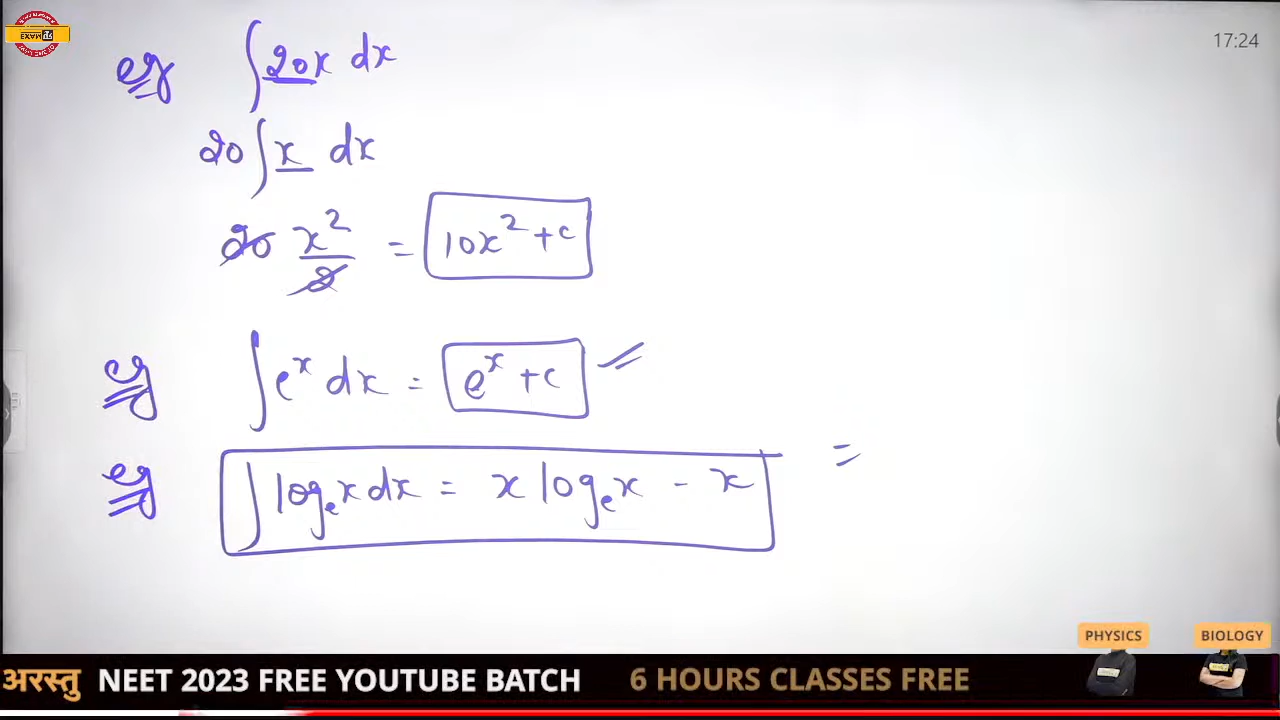 EXAM
17:24
eg ∫20x dx
20 ∫x dx
20 x²/2 = 10x² + c
eg ∫eˣ dx = eˣ + c
eg ∫logₑx dx = x logₑx - x =
PHYSICS BIOLOGY
अरस्तु NEET 2023 FREE YOUTUBE BATCH 6 HOURS CLASSES FREE